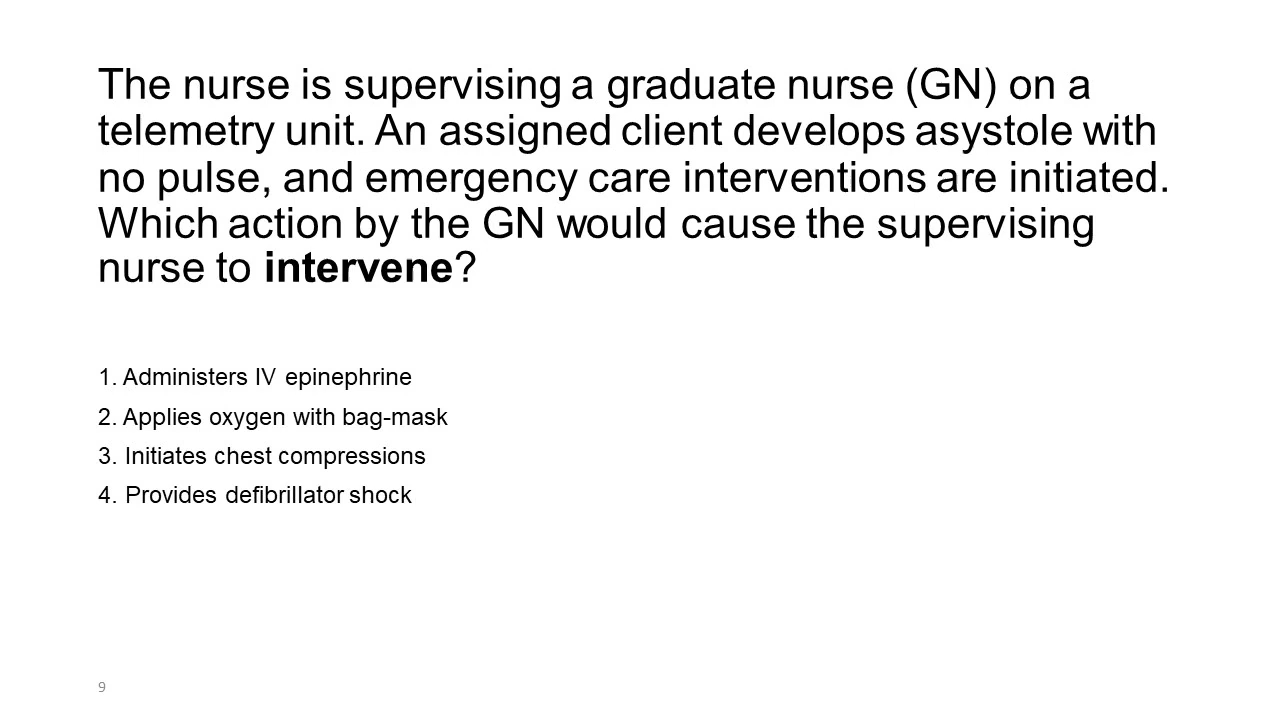 The nurse is supervising a graduate nurse (GN) on a
telemetry unit. An assigned client develops asystole with
no pulse, and emergency care interventions are initiated.
Which action by the GN would cause the supervising
nurse to intervene?
1. Administers IV epinephrine
2. Applies oxygen with bag-mask
3. Initiates chest compressions
4. Provides defibrillator shock
9